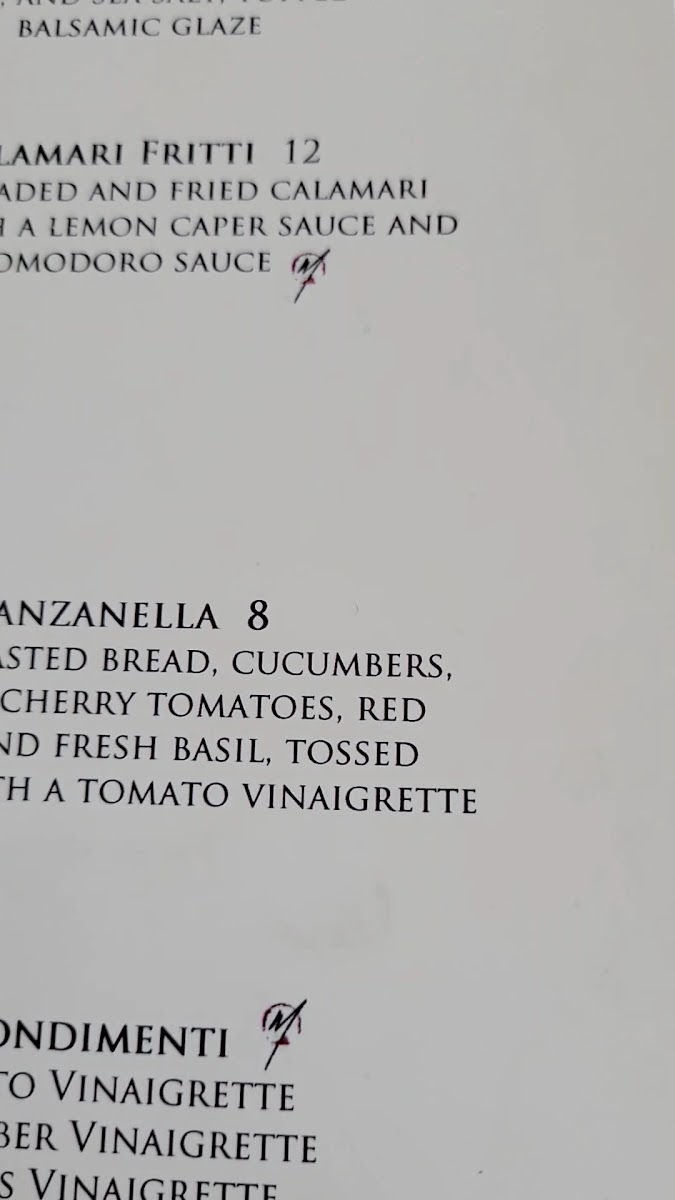 BALSAMIC GLAZE
LAMARI FRITTI 12
ADED AND FRIED CALAMARI
H A LEMON CAPER SAUCE AND
OMODORO SAUCE
ANZANELLA 8
ASTED BREAD, CUCUMBERS,
CHERRY TOMATOES, RED
ND FRESH BASIL, TOSSED
TH A TOMATO VINAIGRETTE
ONDIMENTI
TO VINAIGRETTE
BER VINAIGRETTE
S VINAIGRETTE